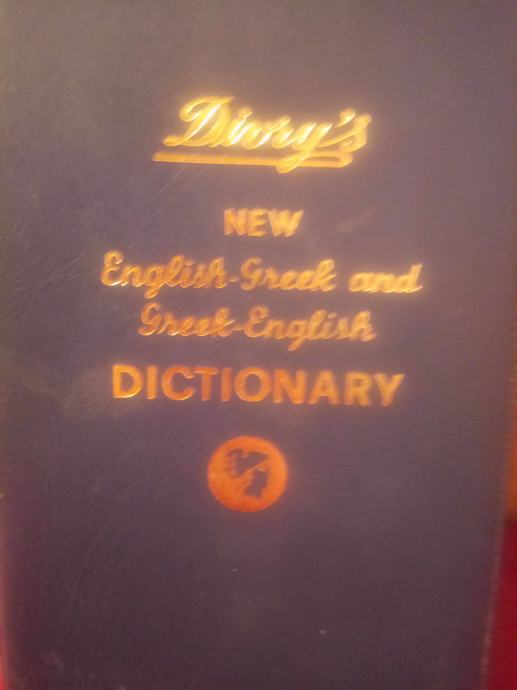 Divry's
NEW
English-Greek and
Greek-English
DICTIONARY